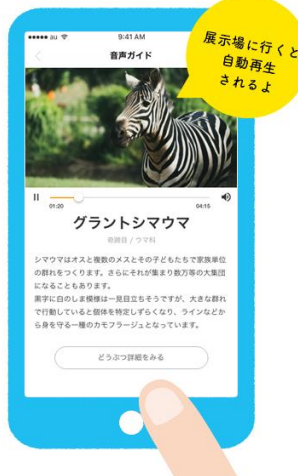 au 9:41 AM
音声ガイド
展示場に行くと
自動再生
されるよ
01:20 04:15
グラントシマウマ
奇蹄目 / ウマ科
シマウマはオスと複数のメスとその子どもたちで家族単位
の群れをつくります。さらにそれが集まり数万等の大集団
になることもあります。
黒字に白のしま模様は一見目立ちそうですが、大きな群れ
で行動していると個体を特定しずらくなり、ラインなどか
ら身を守る一種のカモフラージュとなっています。
どうぶつ詳細をみる